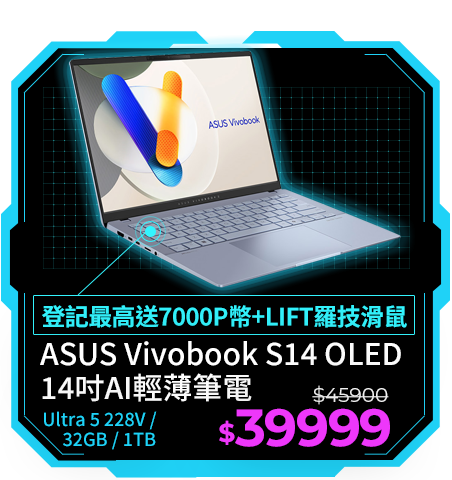 ASUS Vivobook
登記最高送7000P幣+LIFT羅技滑鼠
ASUS Vivobook S14 OLED
14吋AI輕薄筆電
$45900
Ultra 5 228V /
32GB / 1TB
$39999